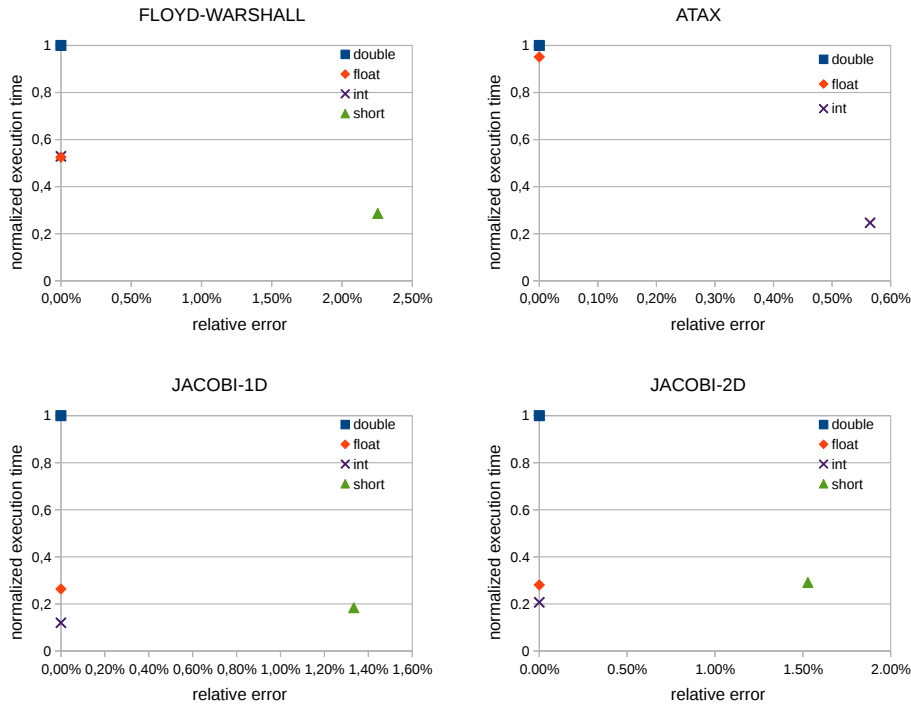 FLOYD-WARSHALL
normalized execution time
1
0,8
0,6
0,4
0,2
0
double
float
int
short
0,00% 0,50% 1,00% 1,50% 2,00% 2,50%
relative error
ATAX
normalized execution time
1
0,8
0,6
0,4
0,2
0
double
float
int
0,00% 0,10% 0,20% 0,30% 0,40% 0,50% 0,60%
relative error
JACOBI-1D
normalized execution time
1
0,8
0,6
0,4
0,2
0
double
float
int
short
0,00% 0,20% 0,40% 0,60% 0,80% 1,00% 1,20% 1,40% 1,60%
relative error
JACOBI-2D
normalized execution time
1
0,8
0,6
0,4
0.2
0
double
float
int
short
0.00% 0.50% 1.00% 1.50% 2.00%
relative error